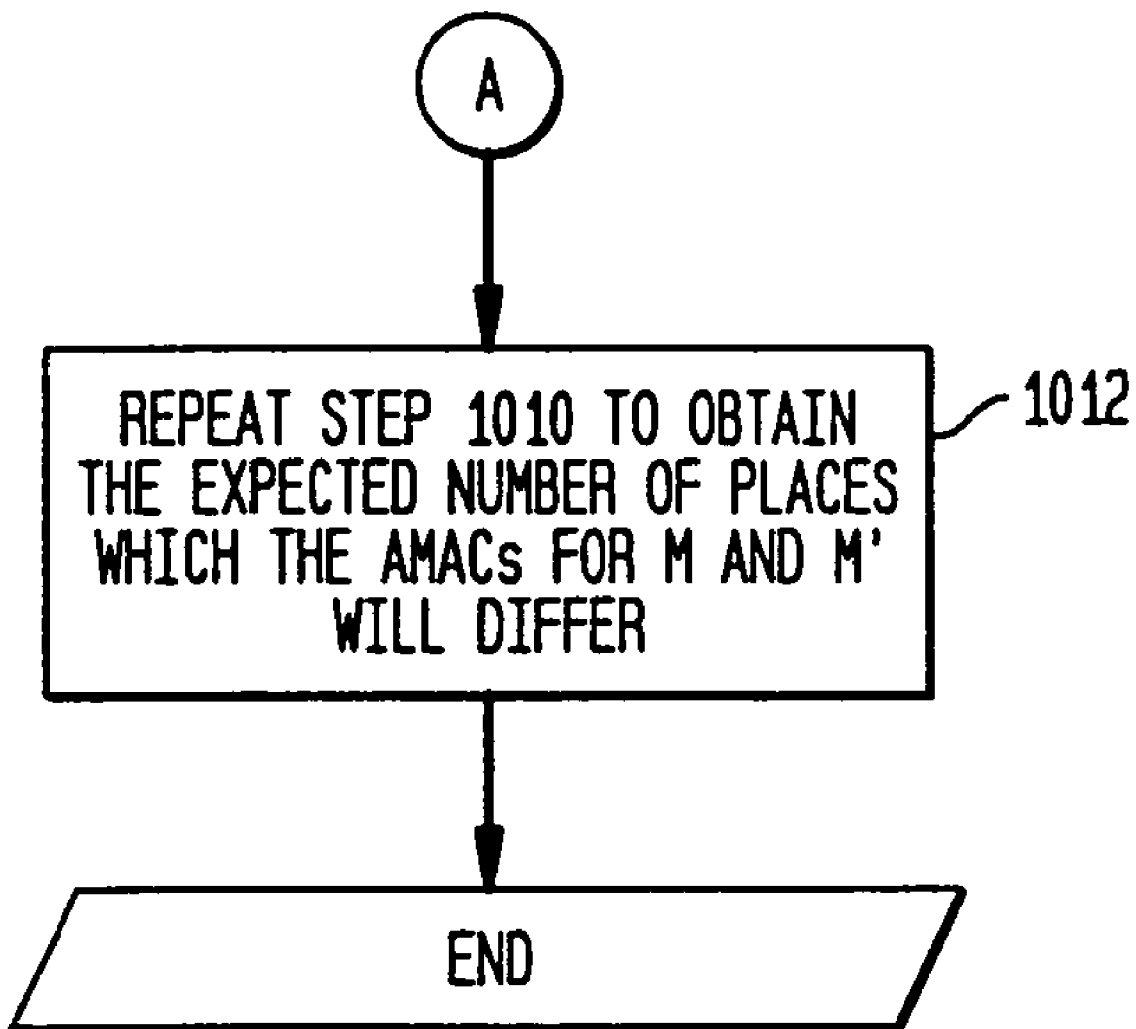 A
REPEAT STEP 1010 TO OBTAIN
THE EXPECTED NUMBER OF PLACES
WHICH THE AMACs FOR M AND M'
WILL DIFFER
1012
END